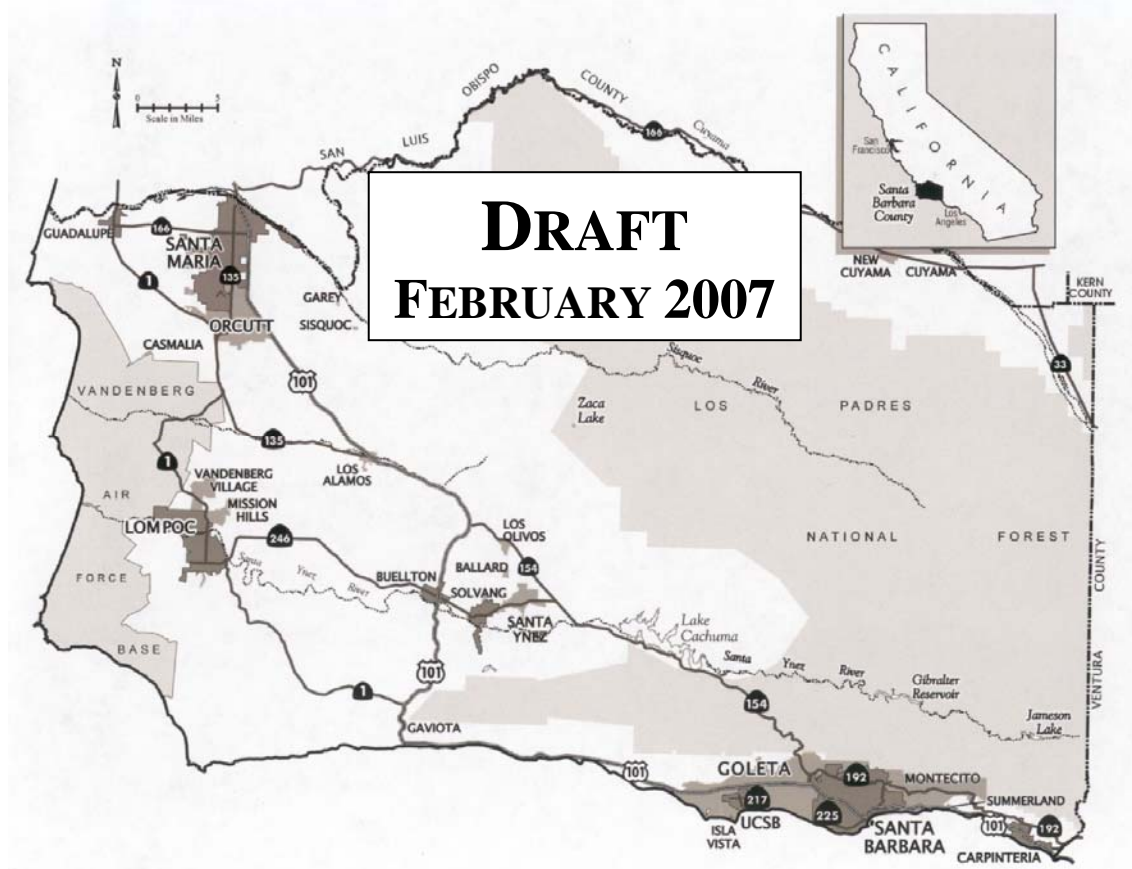 N
0 5
Scale in Miles
SAN LUIS OBISPO COUNTY
166
Cuyama
CALIFORNIA
San
Francisco
Santa
Barbara
County
Los
Angeles
DRAFT
FEBRUARY 2007
GUADALUPE
166
SANTA
MARIA
135
1
GAREY
SISQUOC
ORCUTT
CASMALIA
NEW
CUYAMA
CUYAMA
KERN
COUNTY
33
101
Sisquoc River
VANDENBERG
AIR
FORCE
BASE
Zaca
Lake
LOS PADRES
NATIONAL FOREST
135
1
LOS
ALAMOS
VANDENBERG
VILLAGE
MISSION
HILLS
LOMPOC
246
LOS
OLIVOS
BALLARD
154
Santa Ynez River
BUELLTON
SOLVANG
SANTA
YNEZ
Lake
Cachuma
101
1
GAVIOTA
Santa Ynez River
Gibralter
Reservoir
Jameson
Lake
VENTURA COUNTY
154
101
GOLETA
192
MONTECITO
217
UCSB
225
ISLA
VISTA
SANTA
BARBARA
SUMMERLAND
101
192
CARPINTERIA